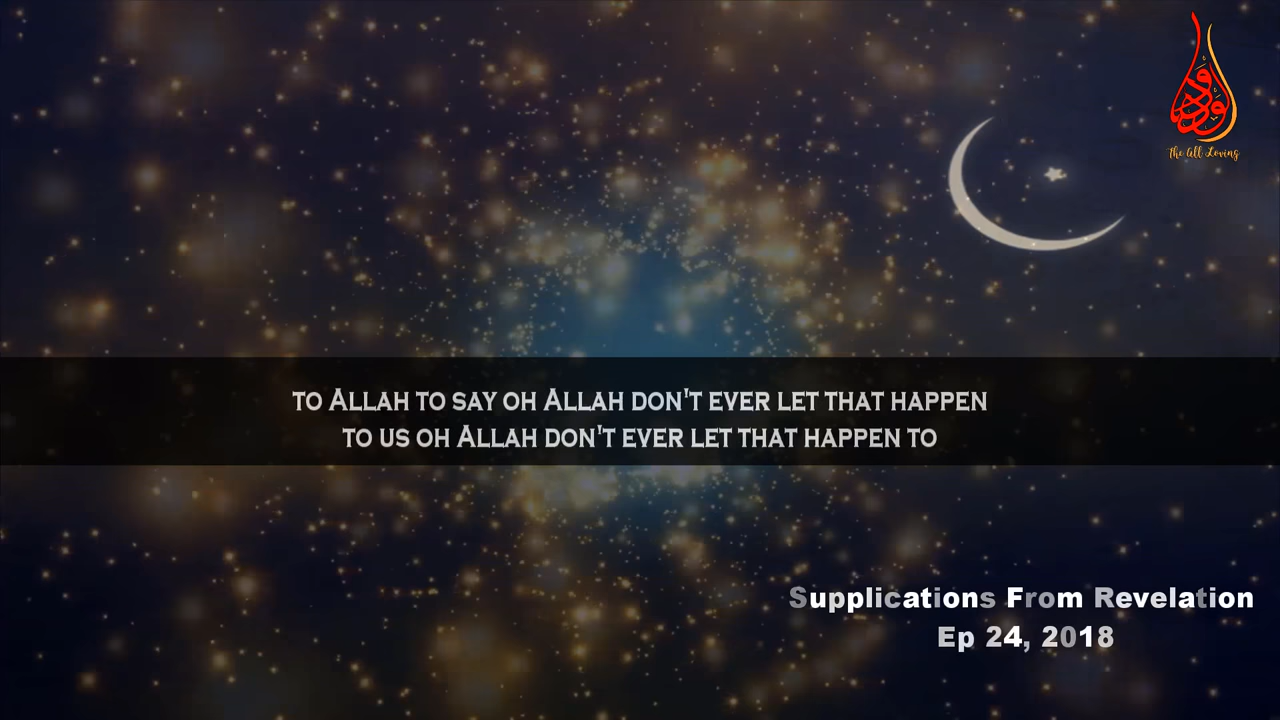 الودود
The All Loving
TO ALLAH TO SAY OH ALLAH DON'T EVER LET THAT HAPPEN
TO US OH ALLAH DON'T EVER LET THAT HAPPEN TO
Supplications From Revelation
Ep 24, 2018